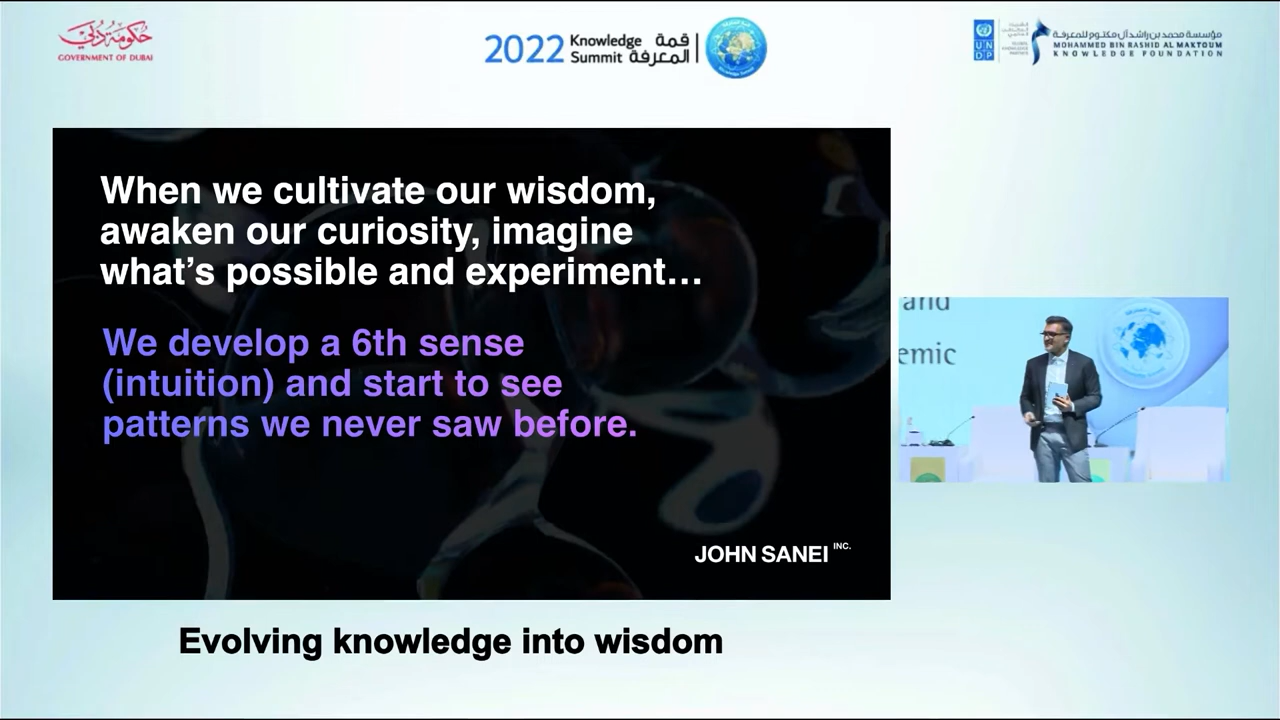 حكومة دبي
GOVERNMENT OF DUBAI
2022 Knowledge Summit قمة المعرفة
UNDP
مؤسسة محمد بن راشد آل مكتوم للمعرفة
MOHAMMED BIN RASHID AL MAKTOUM
KNOWLEDGE FOUNDATION
When we cultivate our wisdom,
awaken our curiosity, imagine
what's possible and experiment…
We develop a 6th sense
(intuition) and start to see
patterns we never saw before.
JOHN SANEI INC.
and
emic
Evolving knowledge into wisdom